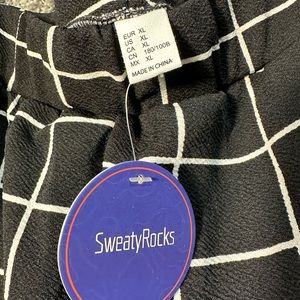 EUR XL
US XL
CA XL
CN 180/100B
MX XL
MADE IN CHINA
SweatyRocks